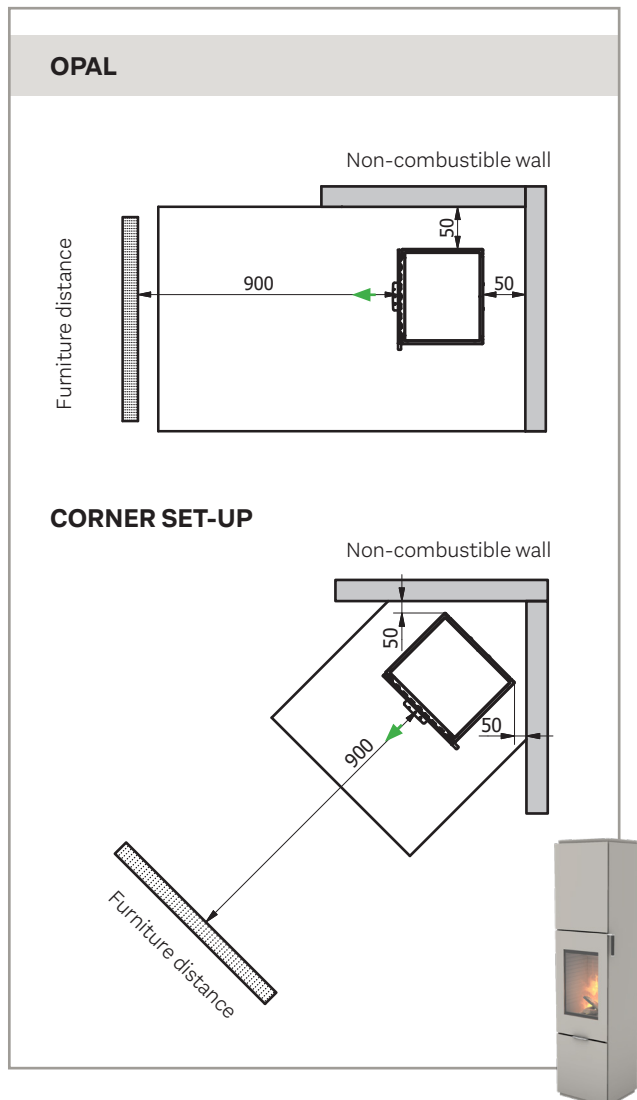 OPAL
Non-combustible wall
50
900
50
Furniture distance
CORNER SET-UP
Non-combustible wall
50
50
900
Furniture distance